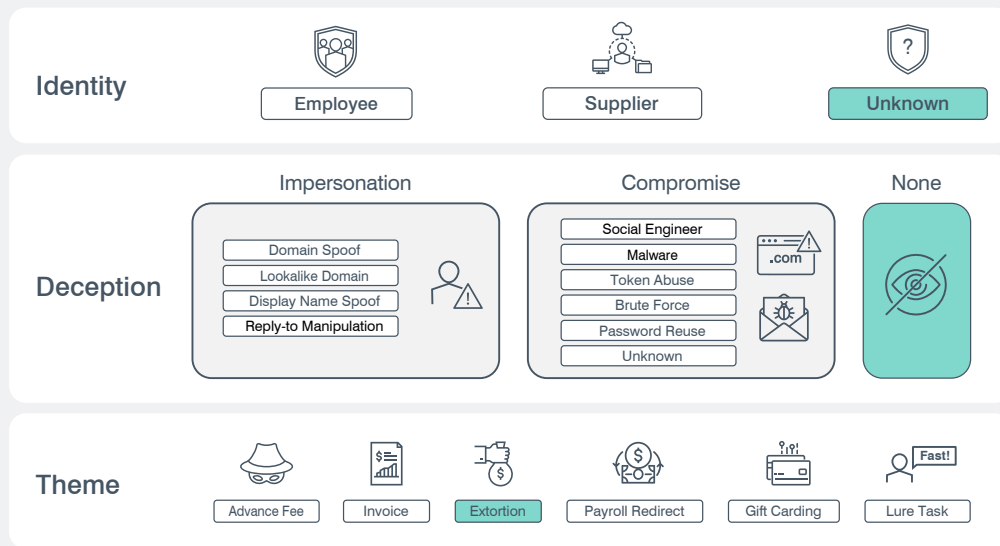 Identity
?
Employee
Supplier
Unknown
Deception
Impersonation
Domain Spoof
Lookalike Domain
Display Name Spoof
Reply-to Manipulation
!
Compromise
Social Engineer
Malware
Token Abuse
Brute Force
Password Reuse
Unknown
!
.com
None
Theme
$
$
$
Fast!
Advance Fee
Invoice
Extortion
Payroll Redirect
Gift Carding
Lure Task